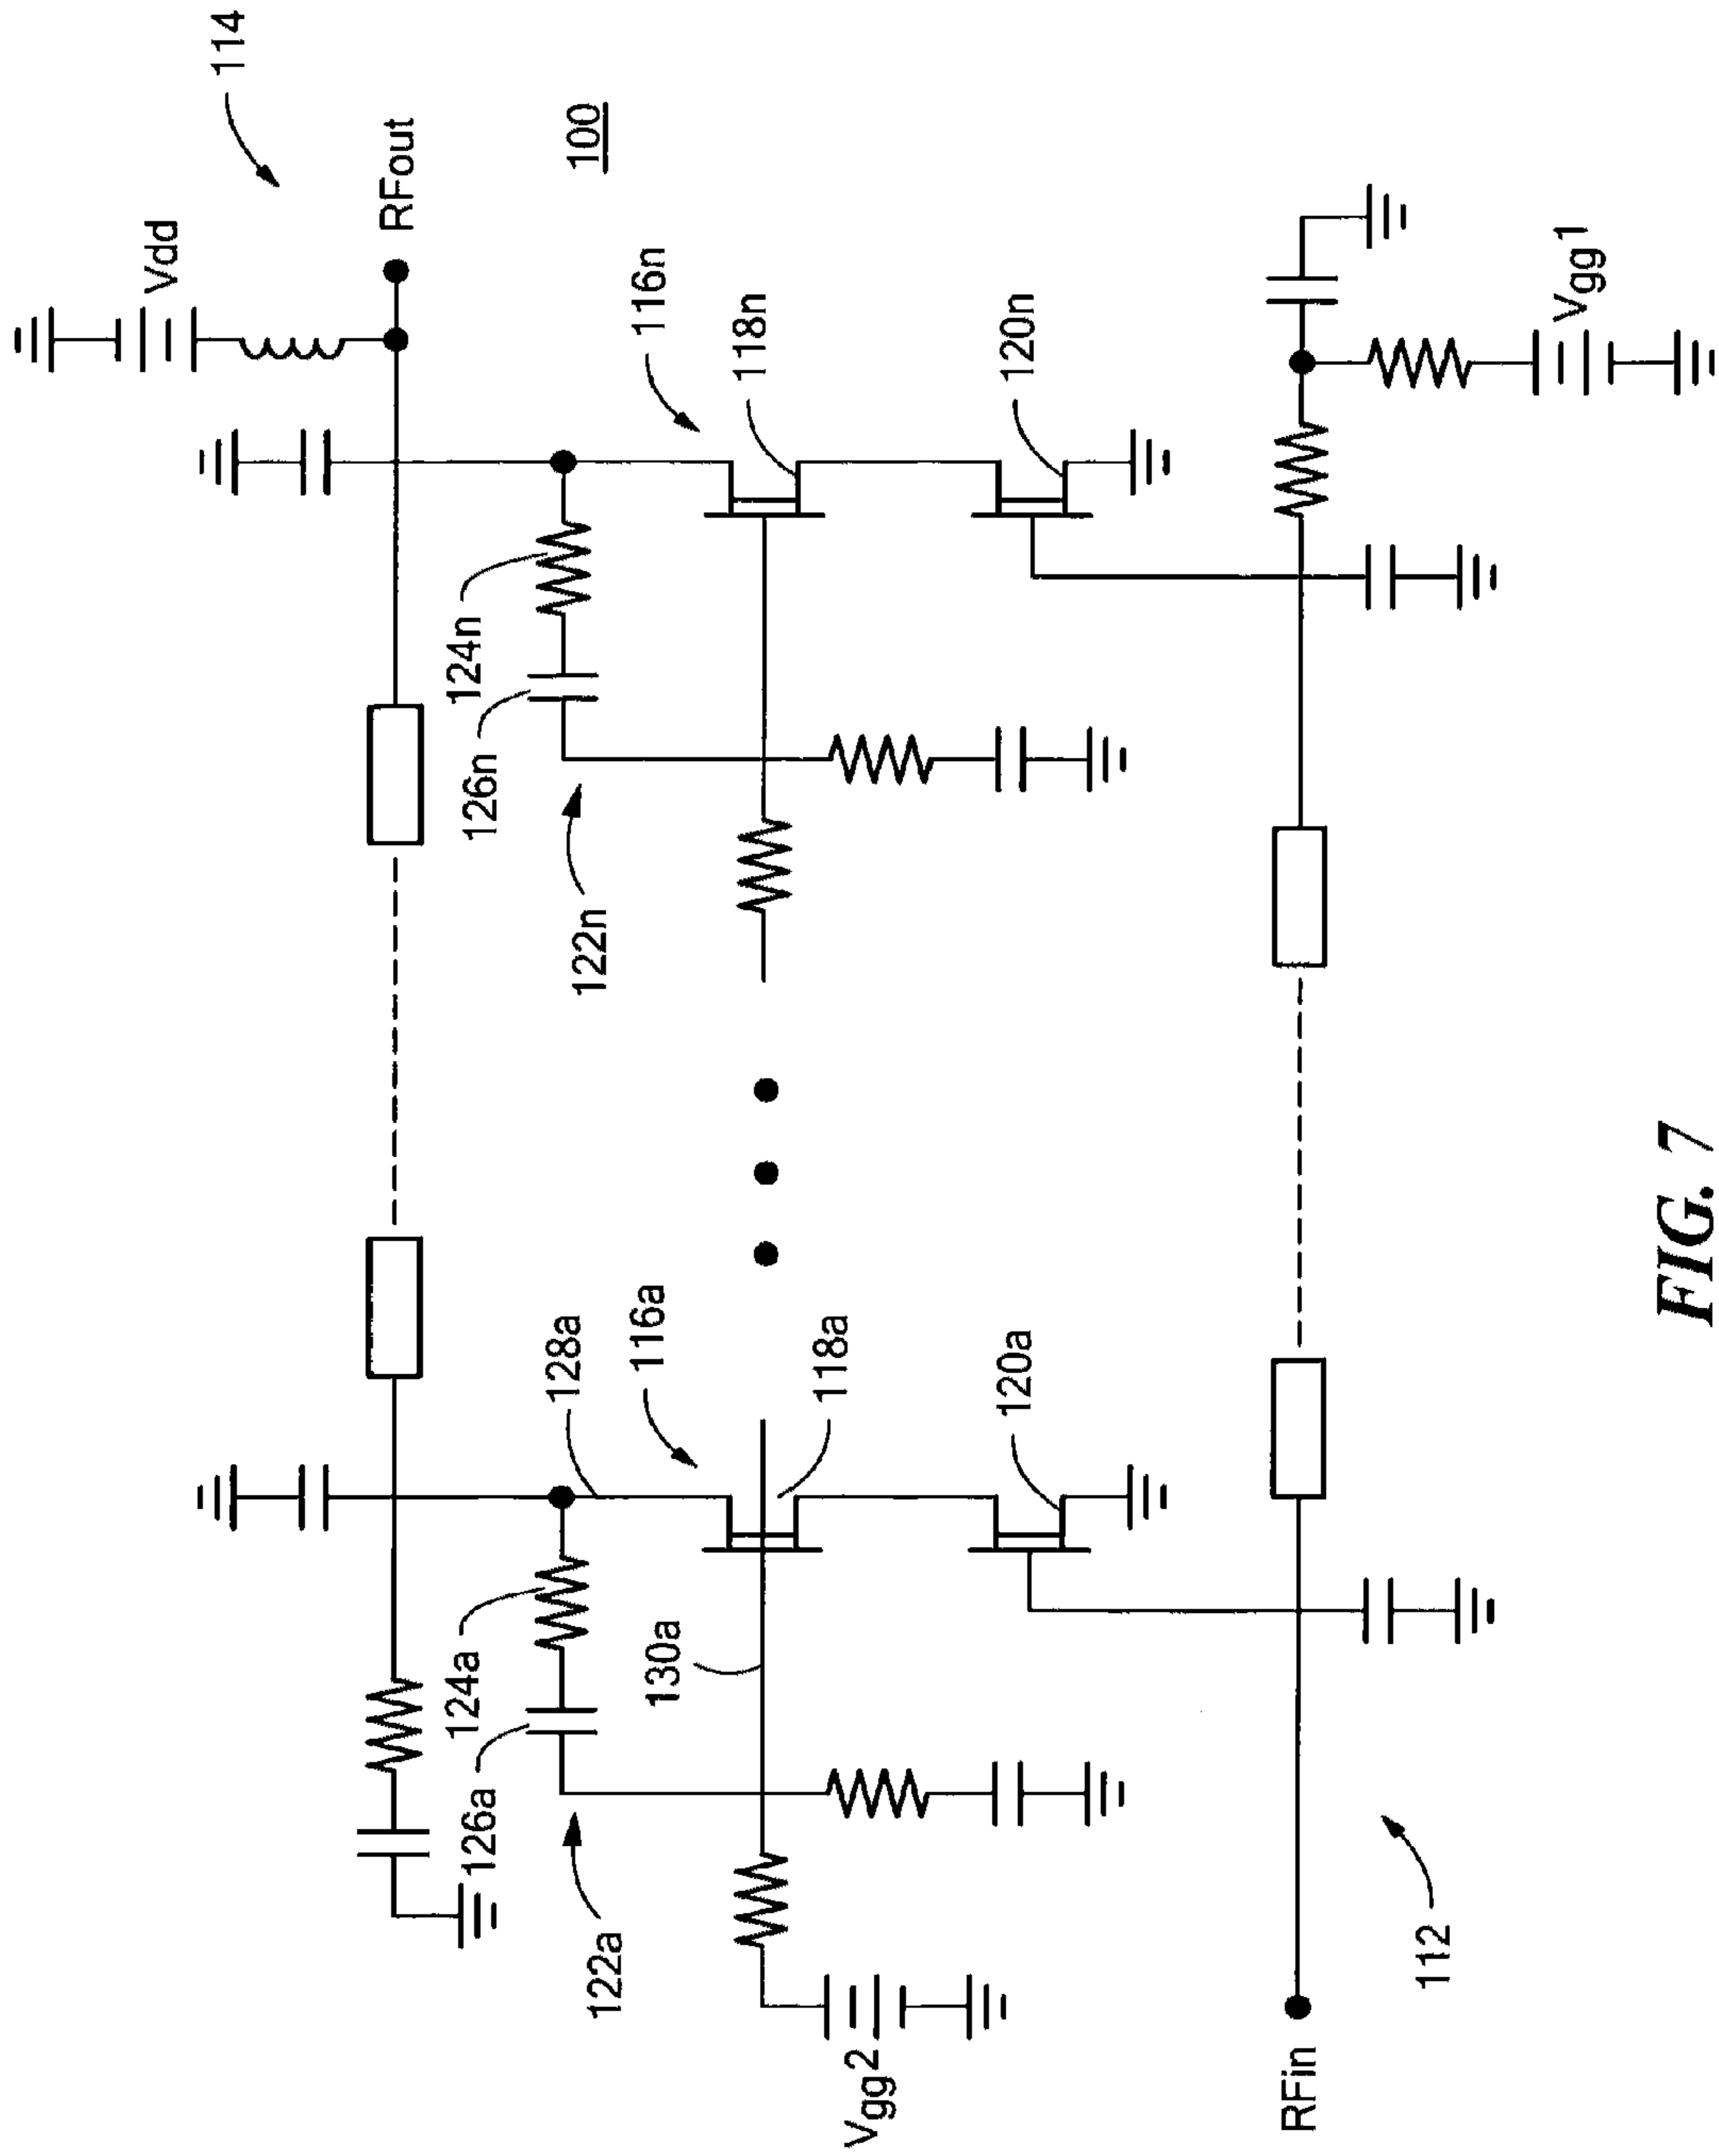 114
Vdd
RFout
100
116n
118n
124n
126n
122n
120n
Vgg1
128a
116a
118a
124a
126a
130a
122a
120a
Vgg2
RFin
112
FIG. 7